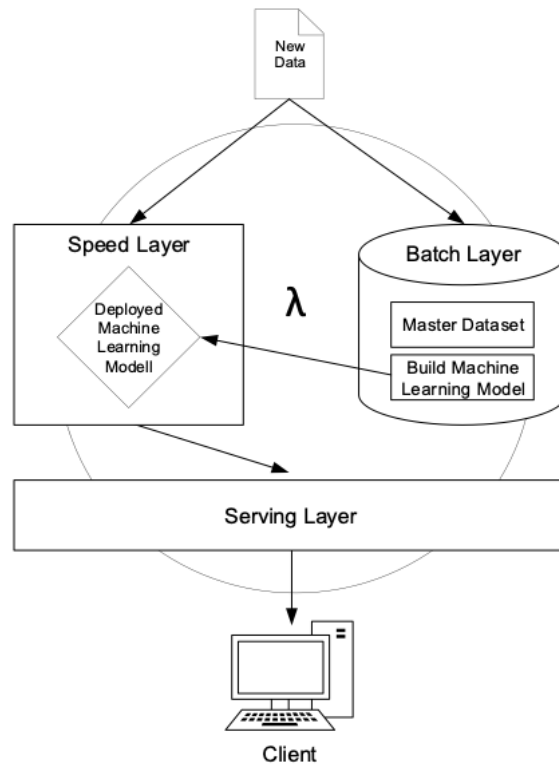 New
Data
Speed Layer
Batch Layer
Deployed
Machine
Learning
Modell
λ
Master Dataset
Build Machine
Learning Model
Serving Layer
Client